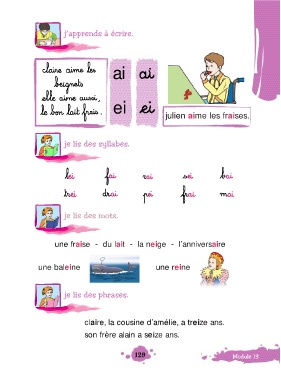 j'apprends à écrire.
claire aime les
beignets
elle aime aussi,
le bon lait frais.
ai ai
ei ei
julien aime les fraises.
je lis des syllabes.
lei fai rai sei bai
trei drai pei frai mai
je lis des mots.
une fraise - du lait - la neige - l'anniversaire
une baleine une reine
je lis des phrases.
claire, la cousine d'amélie, a treize ans.
son frère alain a seize ans.
129
Module 13